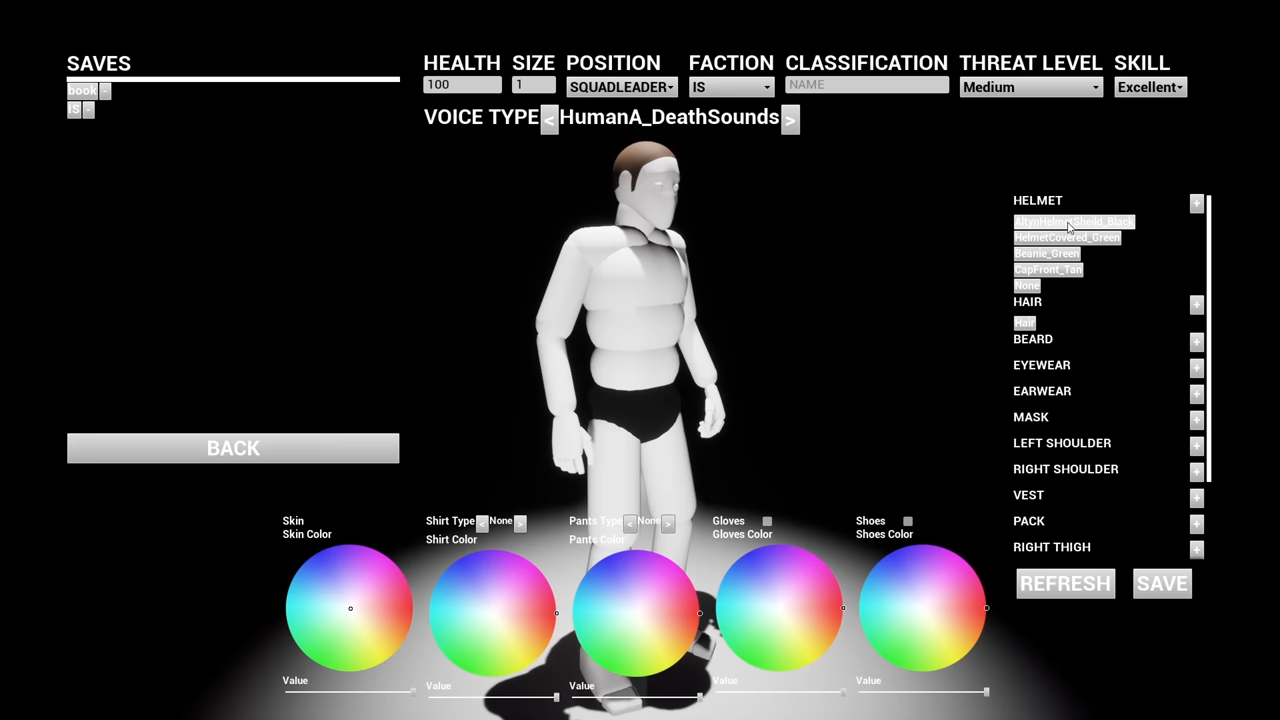 SAVES
book -
IS -
BACK
HEALTH SIZE POSITION FACTION CLASSIFICATION THREAT LEVEL SKILL
100 1 SQUADLEADER IS NAME Medium Excellent
VOICE TYPE < HumanA_DeathSounds >
HELMET +
AltynHelmetSheild_Black
HelmetCovered_Green
Beanie_Green
CapFront_Tan
None
HAIR +
Hair
BEARD +
EYEWEAR +
EARWEAR +
MASK +
LEFT SHOULDER +
RIGHT SHOULDER +
VEST +
PACK +
RIGHT THIGH +
REFRESH SAVE
Skin
Skin Color
Value
Shirt Type < None >
Shirt Color
Value
Pants Type < None >
Pants Color
Value
Gloves
Gloves Color
Value
Shoes
Shoes Color
Value